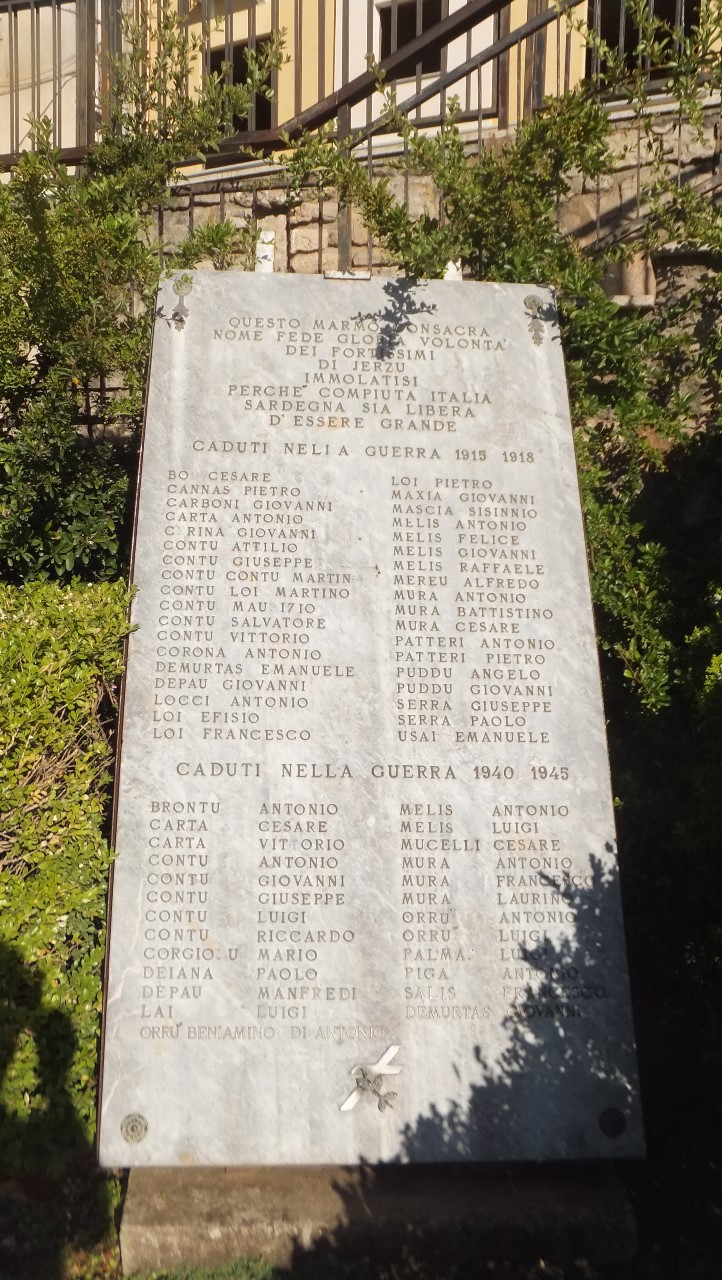 QUESTO MARMO CONSACRA
NOME FEDE GLORIA VOLONTA'
DEI FORTISSIMI
DI JERZU
IMMOLATISI
PERCHE' COMPIUTA ITALIA
SARDEGNA SIA LIBERA
D'ESSERE GRANDE
CADUTI NELLA GUERRA 1915 1918
BOI CESARE
CANNAS PIETRO
CARBONI GIOVANNI
CARTA ANTONIO
GIOVANNI
CONTU ATTILIO
CONTU GIUSEPPE
CONTU CONTU MARTIN
CONTU LOI MARTINO
CONTU
CONTU SALVATORE
CONTU VITTORIO
CORONA ANTONIO
DEMURTAS EMANUELE
DEPAU GIOVANNI
LOCCI ANTONIO
LOI EFISIO
LOI FRANCESCO
LOI PIETRO
MAXIA GIOVANNI
MASCIA SISINNIO
MELIS ANTONIO
MELIS FELICE
MELIS GIOVANNI
MELIS RAFFAELE
MEREU ALFREDO
MURA ANTONIO
MURA BATTISTINO
MURA CESARE
PATTERI ANTONIO
PATTERI PIETRO
PUDDU ANGELO
PUDDU GIOVANNI
SERRA GIUSEPPE
SERRA PAOLO
USAI EMANUELE
CADUTI NELLA GUERRA 1940 1945
BRONTU ANTONIO
CARTA CESARE
CARTA VITTORIO
CONTU ANTONIO
CONTU GIOVANNI
CONTU GIUSEPPE
CONTU LUIGI
CONTU RICCARDO
CORGIOLU MARIO
DEIANA PAOLO
DEPAU MANFREDI
LAI LUIGI
ORRU' BENIAMINO DI ANTONIO
MELIS ANTONIO
MELIS LUIGI
MUCELLI CESARE
MURA ANTONIO
MURA FRANCESCO
MURA LAURINO
ORRU' ANTONIO
ORRU' LUIGI
PALMAS LUIGI
PIGA ANTONIO
SALIS FRANCESCO
DEMURTAS GIOVANNI